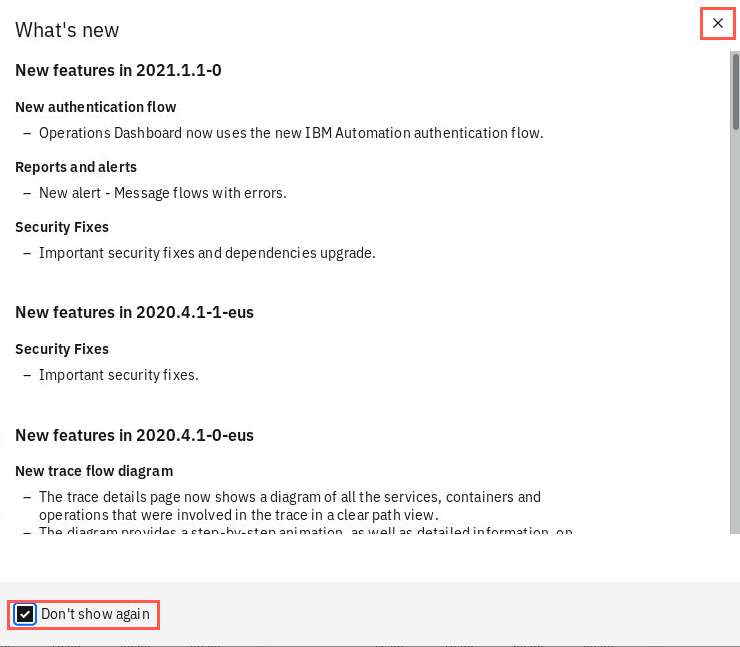 What's new
New features in 2021.1.1-0
New authentication flow
– Operations Dashboard now uses the new IBM Automation authentication flow.
Reports and alerts
– New alert - Message flows with errors.
Security Fixes
– Important security fixes and dependencies upgrade.
New features in 2020.4.1-1-eus
Security Fixes
– Important security fixes.
New features in 2020.4.1-0-eus
New trace flow diagram
– The trace details page now shows a diagram of all the services, containers and
operations that were involved in the trace in a clear path view.
– The diagram provides a step-by-step animation, as well as detailed information, on
Don't show again